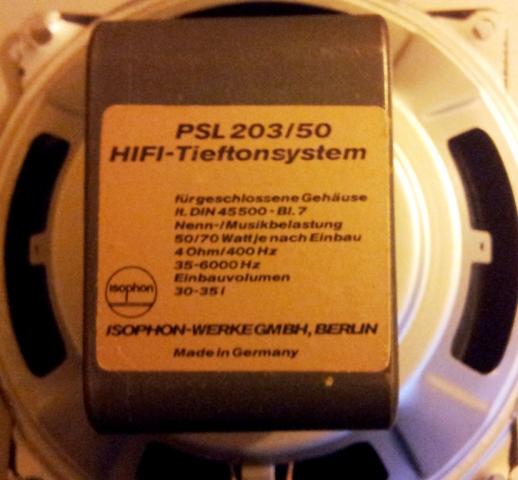 PSL 203/50
HIFI-Tieftonsystem
für geschlossene Gehäuse
lt. DIN 45500 - Bl. 7
Nenn-/Musikbelastung
50/70 Watt je nach Einbau
4 Ohm/400 Hz
35-6000 Hz
Einbauvolumen
30-35 l
isophon
ISOPHON-WERKE GMBH, BERLIN
Made in Germany